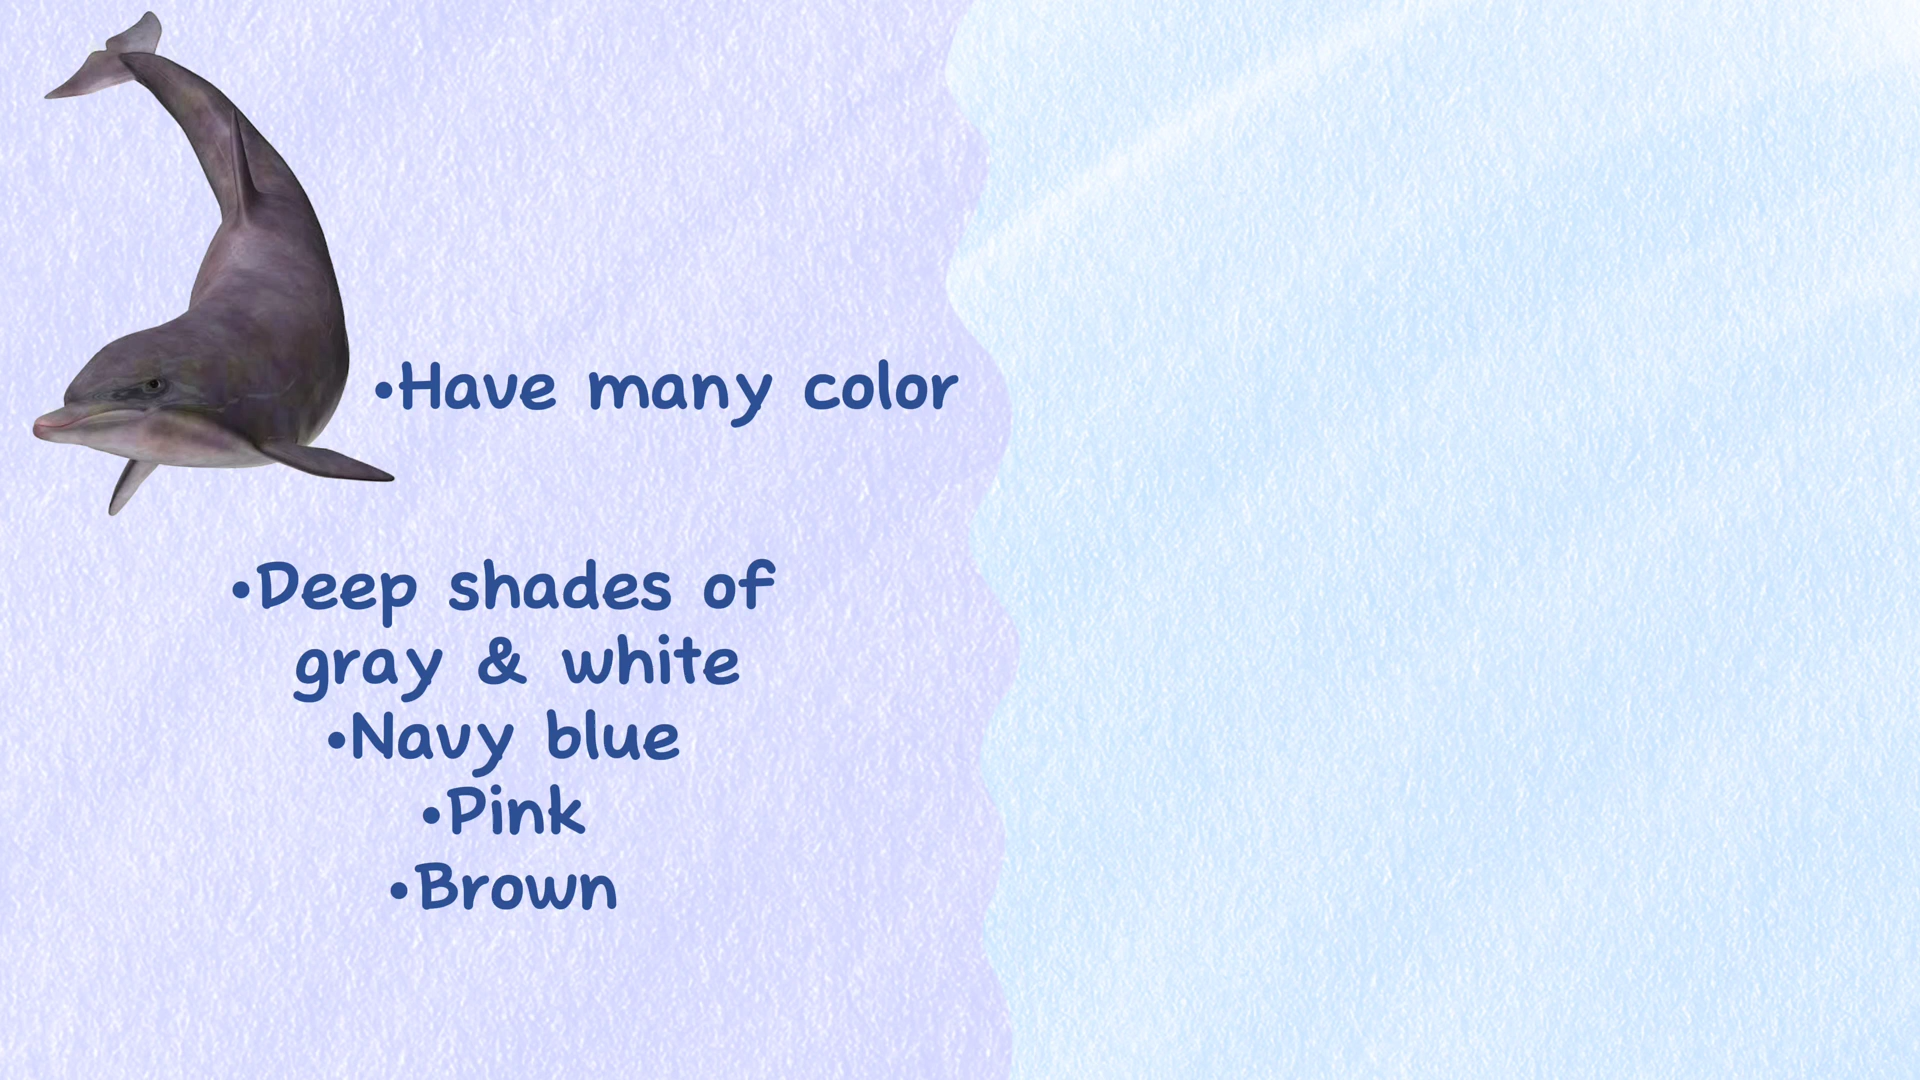 •Have many color
•Deep shades of
gray & white
•Navy blue
•Pink
•Brown